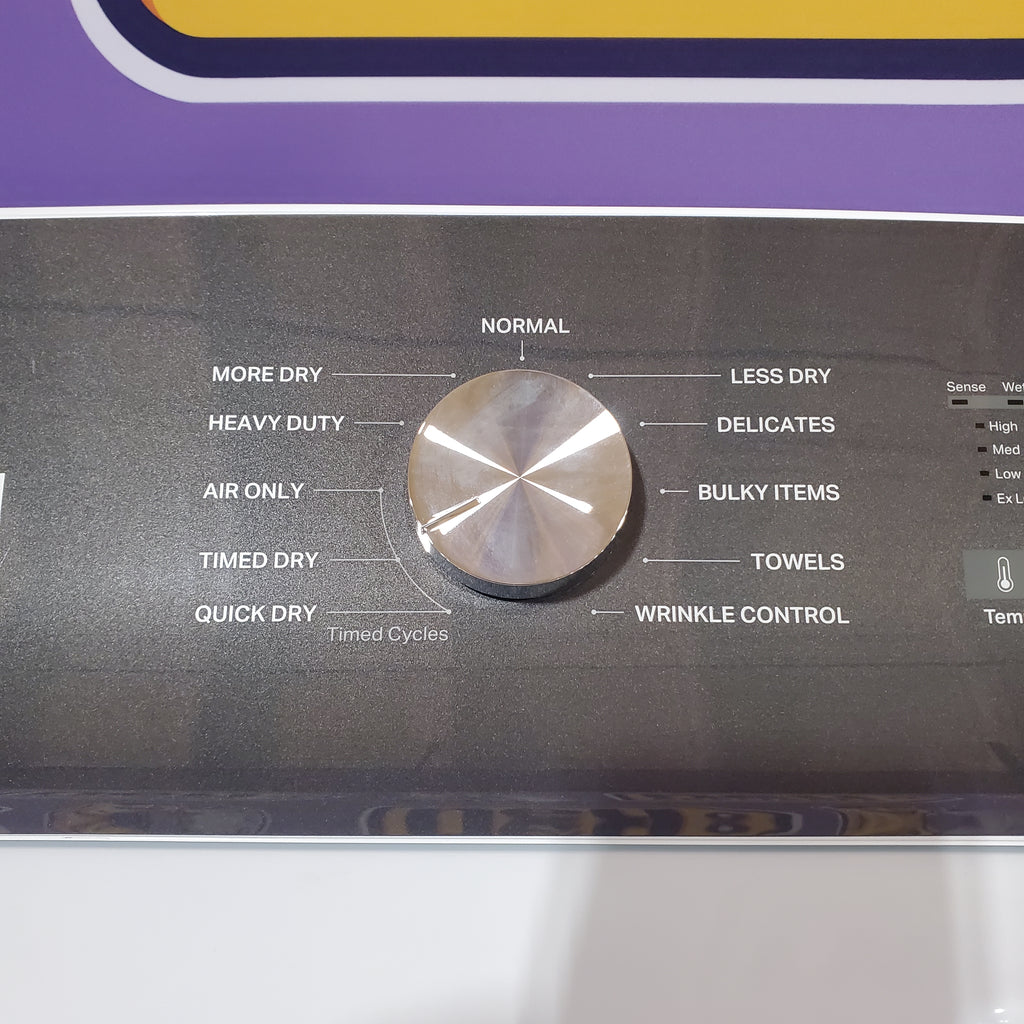 NORMAL
MORE DRY
LESS DRY
HEAVY DUTY
DELICATES
AIR ONLY
BULKY ITEMS
TIMED DRY
TOWELS
QUICK DRY
WRINKLE CONTROL
Timed Cycles
Sense
High
Med
Low